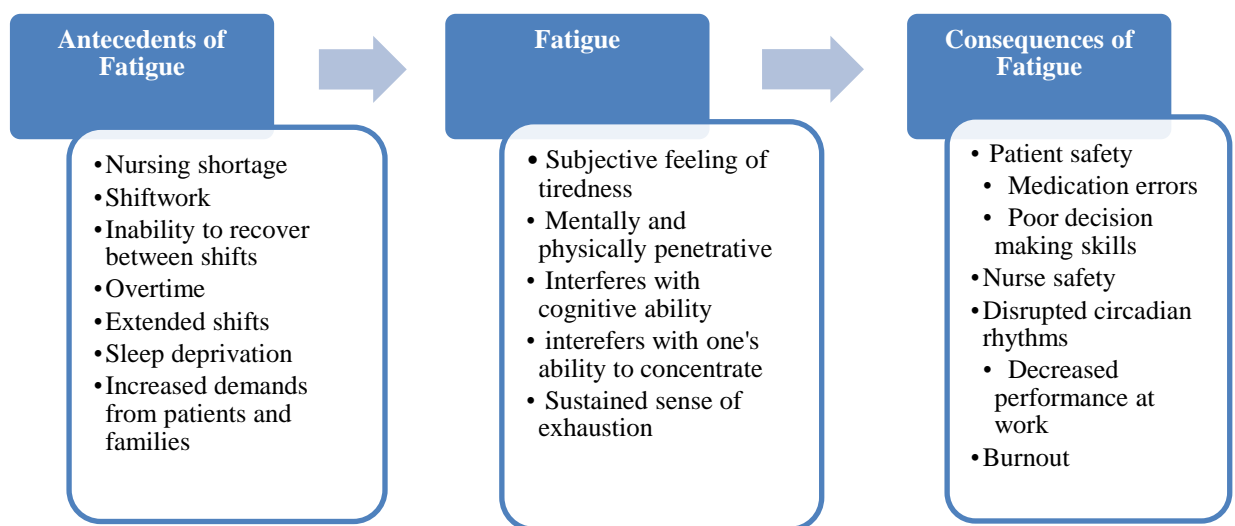 Antecedents of
Fatigue
•Nursing shortage
•Shiftwork
•Inability to recover
between shifts
•Overtime
•Extended shifts
•Sleep deprivation
•Increased demands
from patients and
families
Fatigue
• Subjective feeling of
tiredness
• Mentally and
physically penetrative
• Interferes with
cognitive ability
• interefers with one's
ability to concentrate
• Sustained sense of
exhaustion
Consequences of
Fatigue
• Patient safety
• Medication errors
• Poor decision
making skills
•Nurse safety
•Disrupted circadian
rhythms
• Decreased
performance at
work
•Burnout